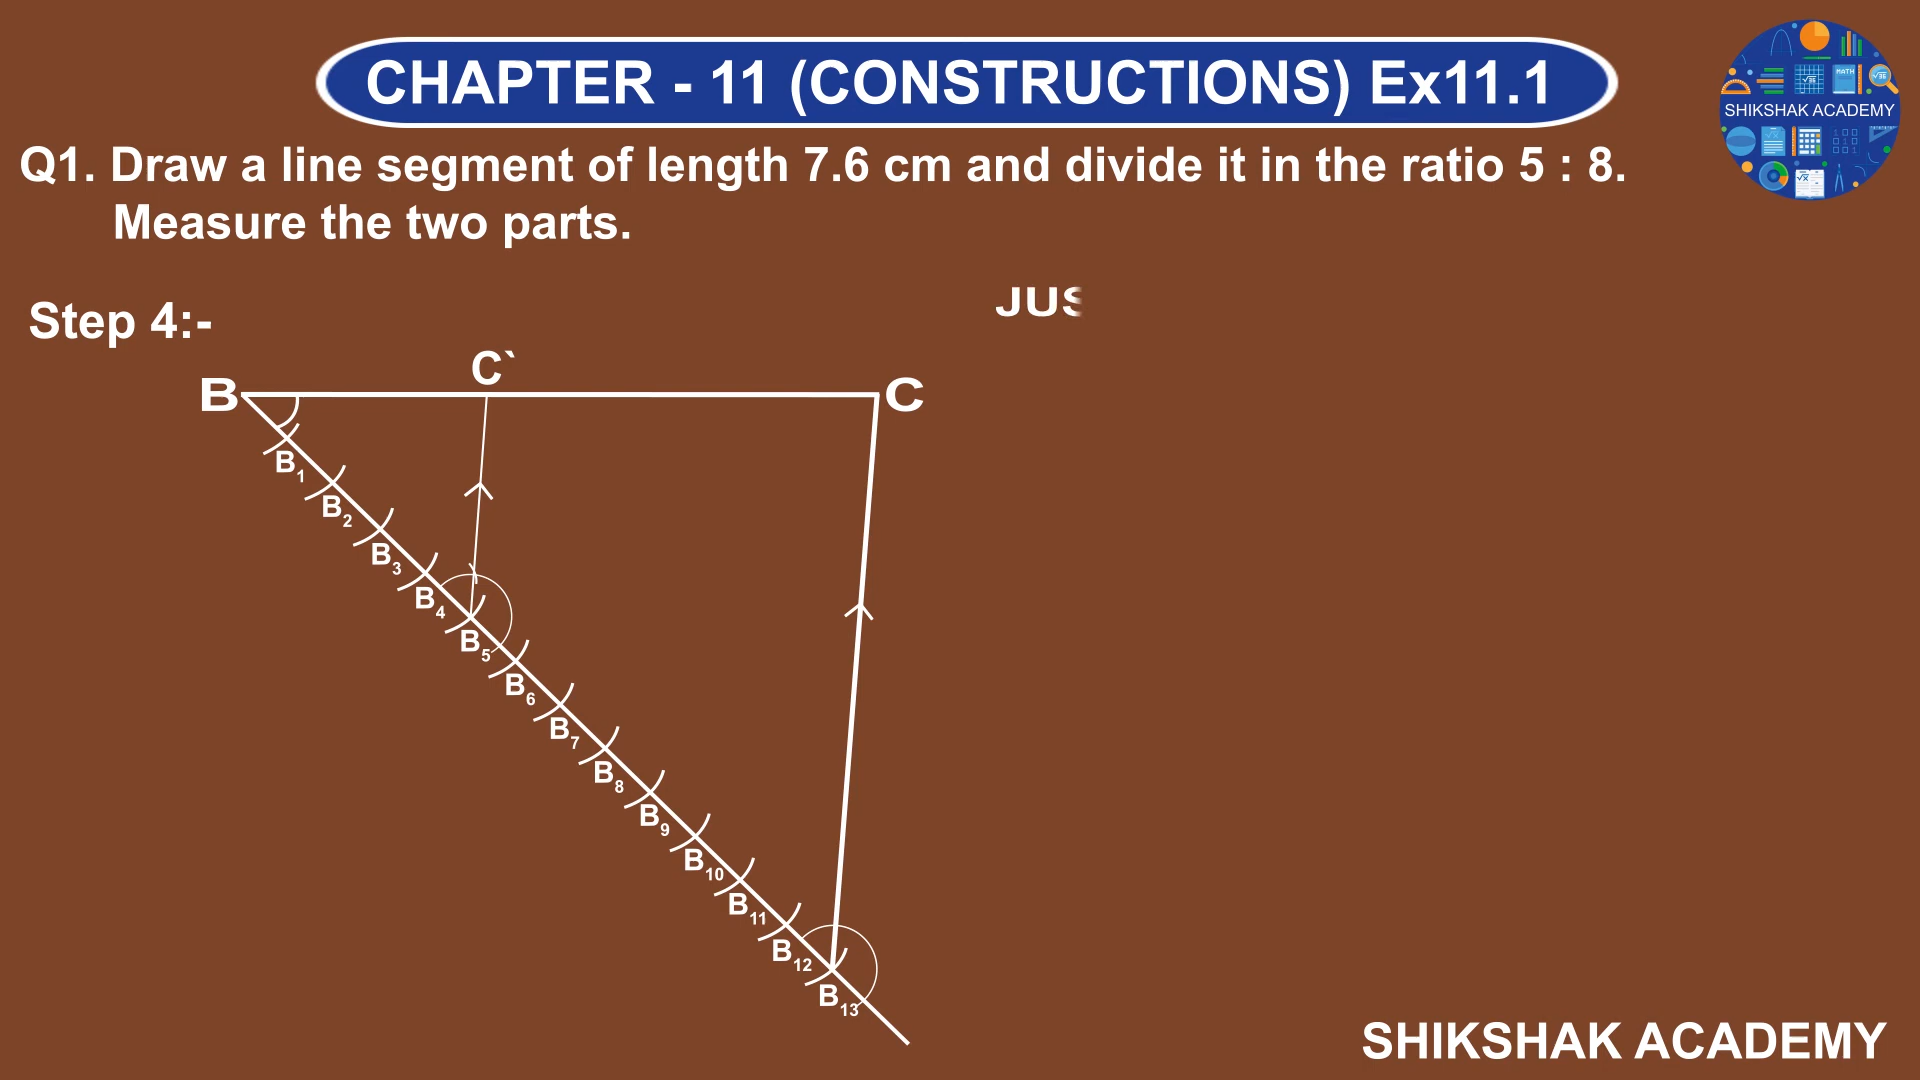 CHAPTER - 11 (CONSTRUCTIONS) Ex11.1
SHIKSHAK ACADEMY
Q1. Draw a line segment of length 7.6 cm and divide it in the ratio 5 : 8.
Measure the two parts.
JUS
Step 4:-
C`
B
C
B1
B2
B3
B4
B5
B6
B7
B8
B9
B10
B11
B12
B13
SHIKSHAK ACADEMY